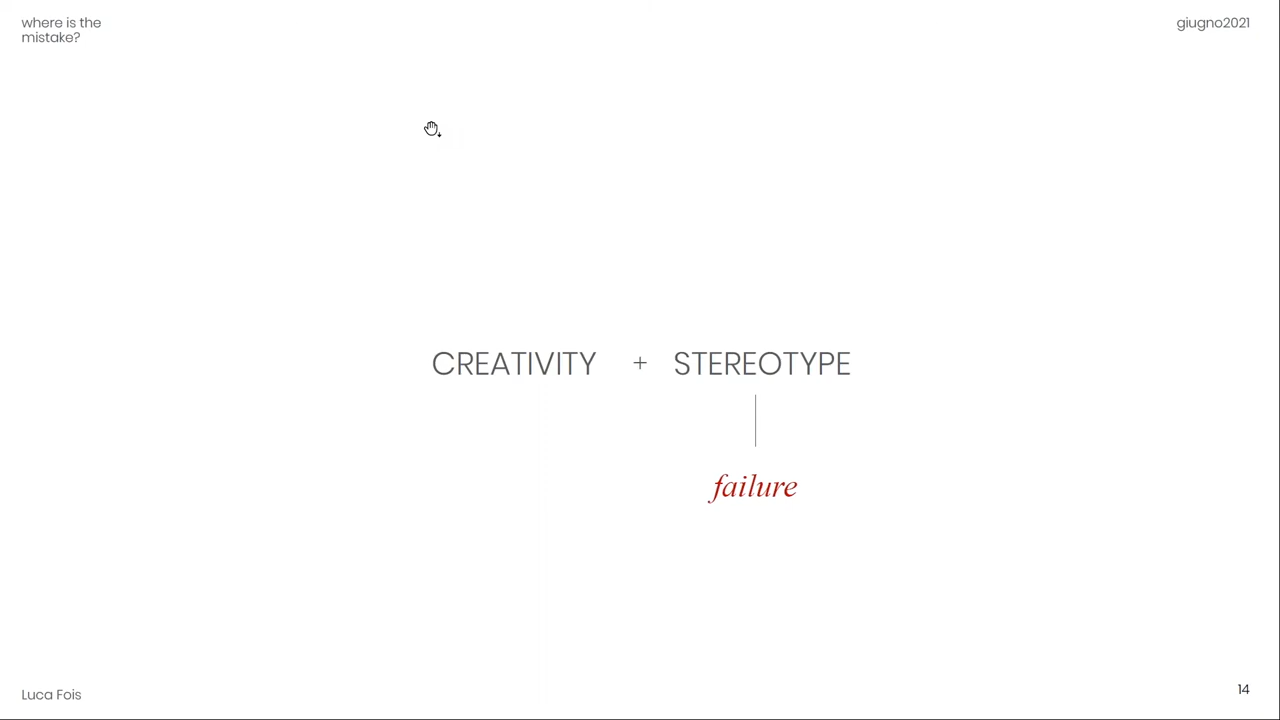 where is the
mistake?
giugno2021
CREATIVITY + STEREOTYPE
failure
Luca Fois
14